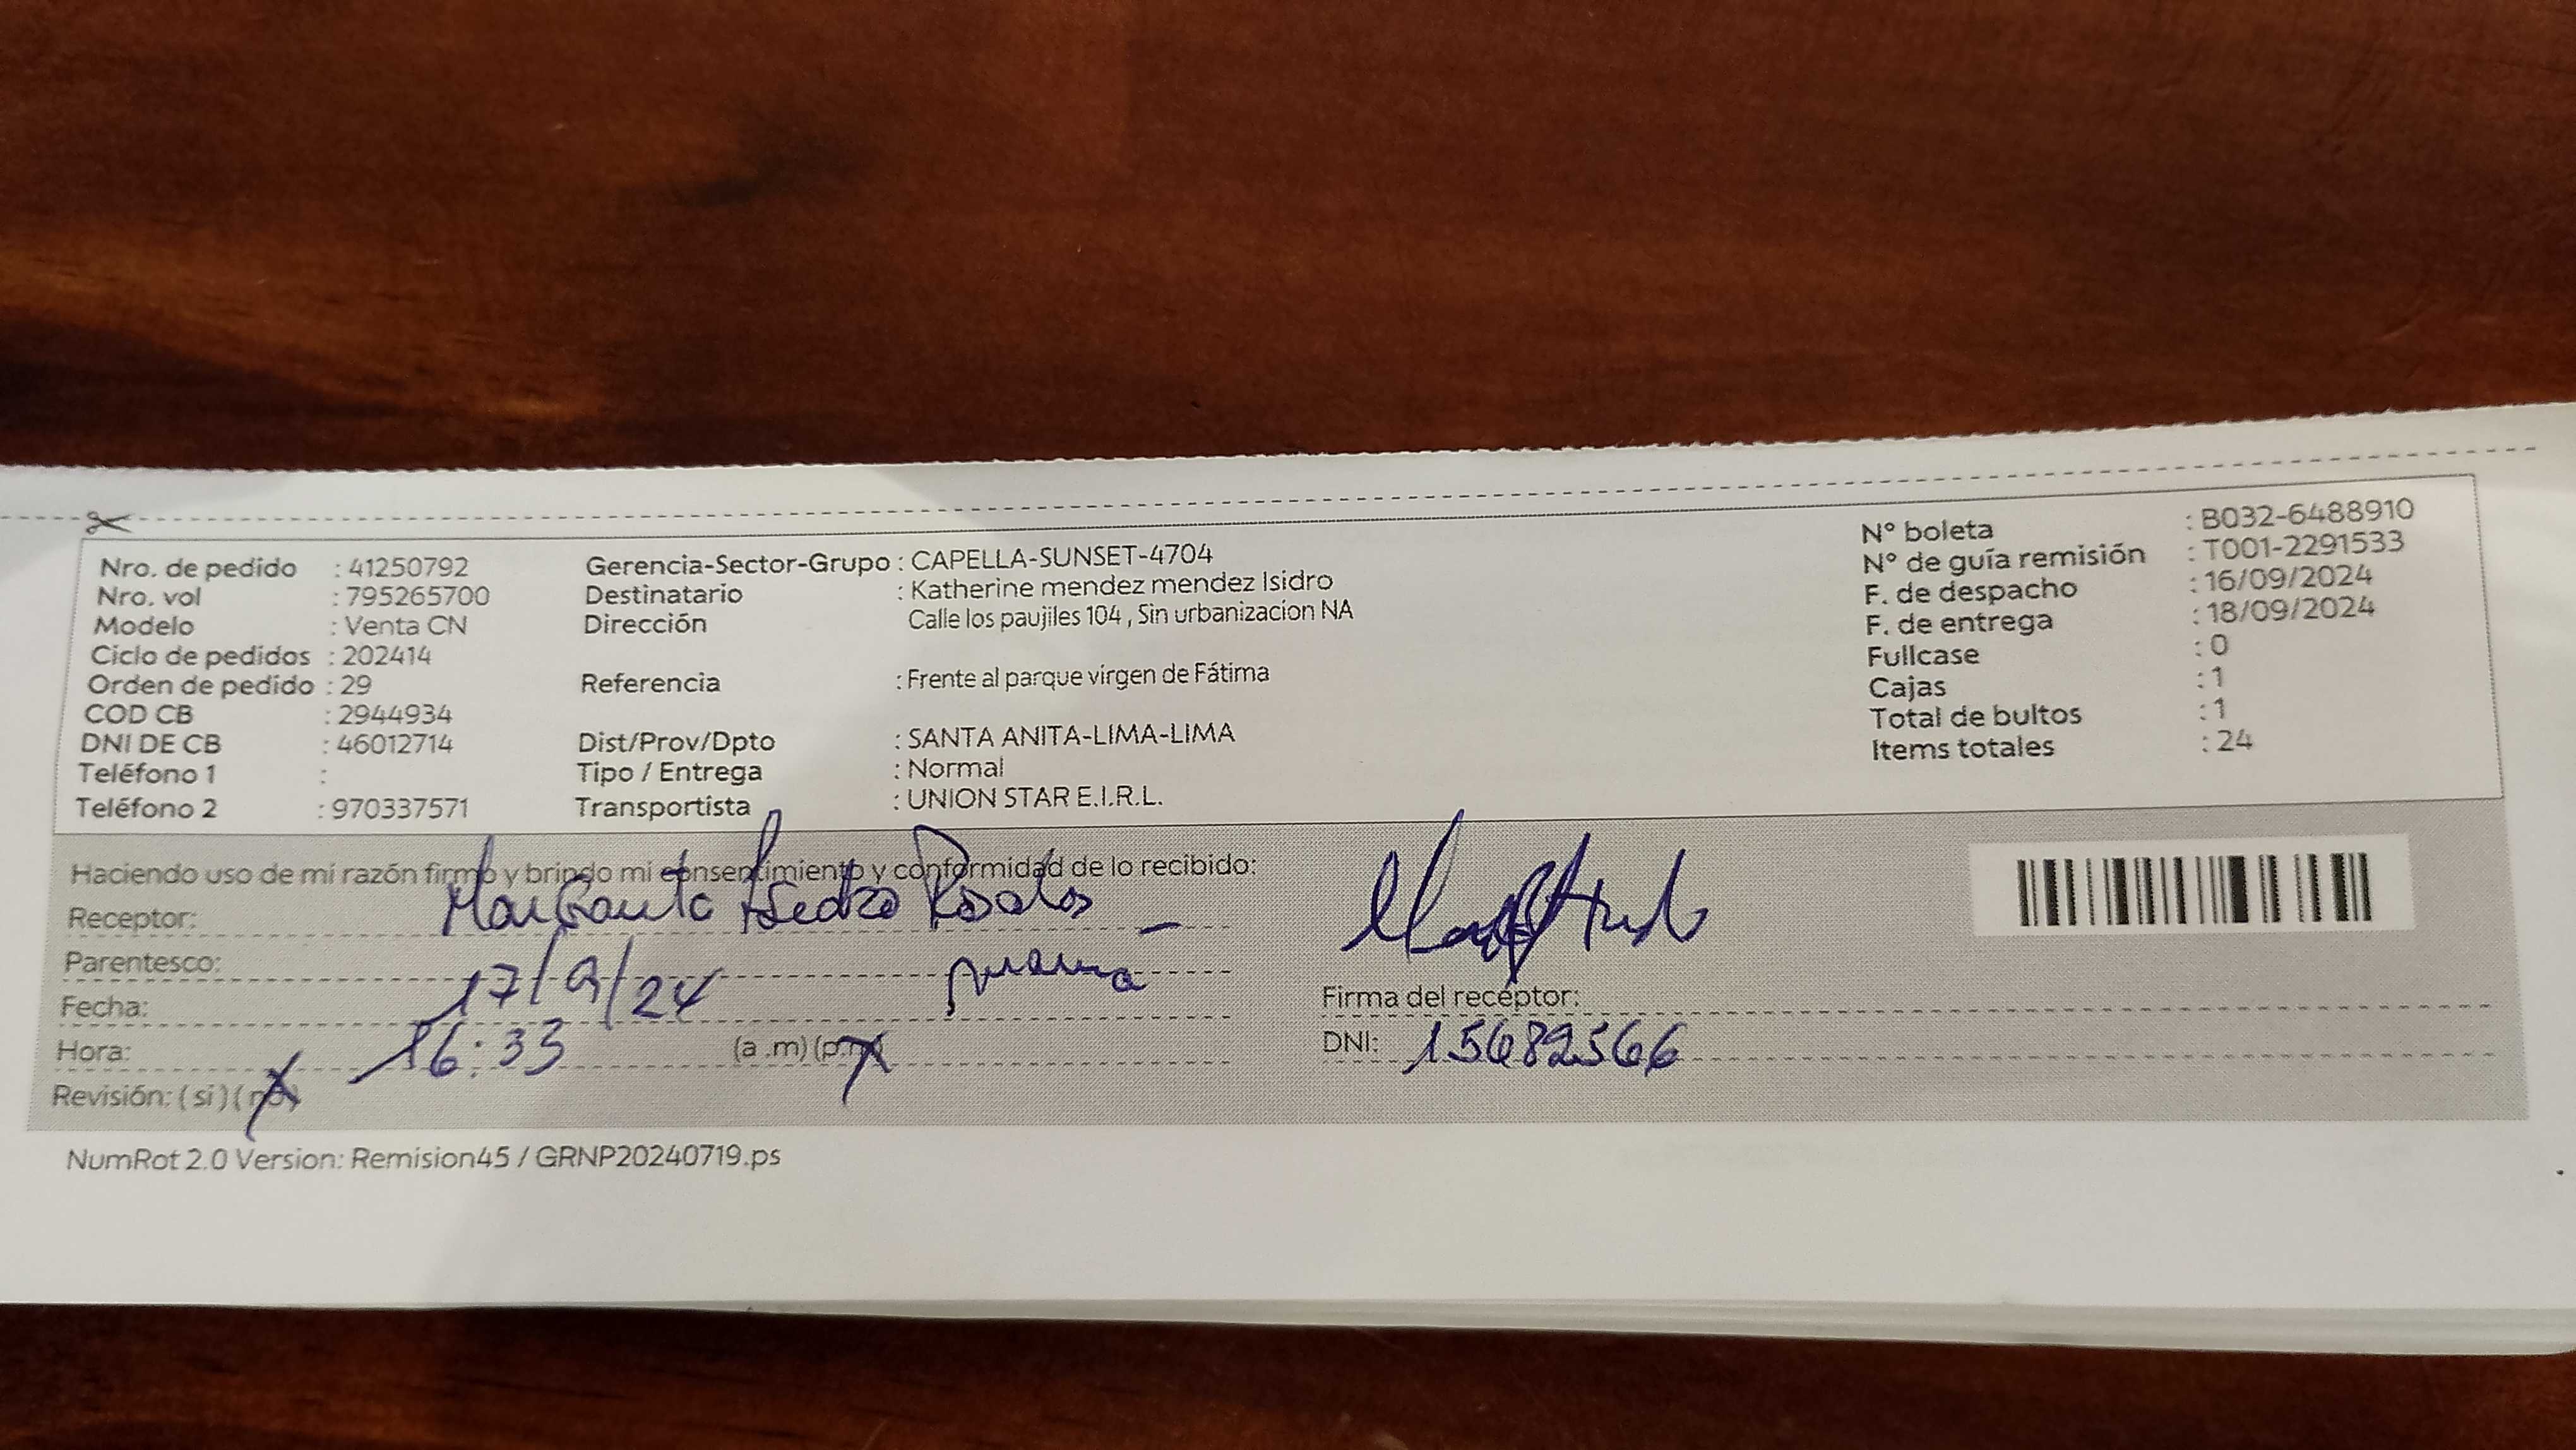 Nro. de pedido : 41250792
Nro. vol : 795265700
Modelo : Venta CN
Ciclo de pedidos : 202414
Orden de pedido : 29
COD CB : 2944934
DNI DE CB : 46012714
Teléfono 1 :
Teléfono 2 : 970337571
Gerencia-Sector-Grupo : CAPELLA-SUNSET-4704
Destinatario : Katherine mendez mendez Isidro
Dirección Calle los paujiles 104 , Sin urbanizacion NA
Referencia : Frente al parque virgen de Fátima
Dist/Prov/Dpto : SANTA ANITA-LIMA-LIMA
Tipo / Entrega : Normal
Transportista : UNION STAR E.I.R.L.
N° boleta : B032-6488910
N° de guía remisión : T001-2291533
F. de despacho : 16/09/2024
F. de entrega : 18/09/2024
Fullcase : 0
Cajas : 1
Total de bultos : 1
Items totales : 24
Haciendo uso de mi razón firmo y brindo mi consentimiento y conformidad de lo recibido:
Receptor: Margarita Isidro Rosales
Parentesco: mama
Fecha: 17/9/24
Hora: 16:33 (a .m) (p.m)
Revisión: ( si ) ( no )
Firma del receptor:
DNI: 15682566
NumRot 2.0 Version: Remision45 / GRNP20240719.ps